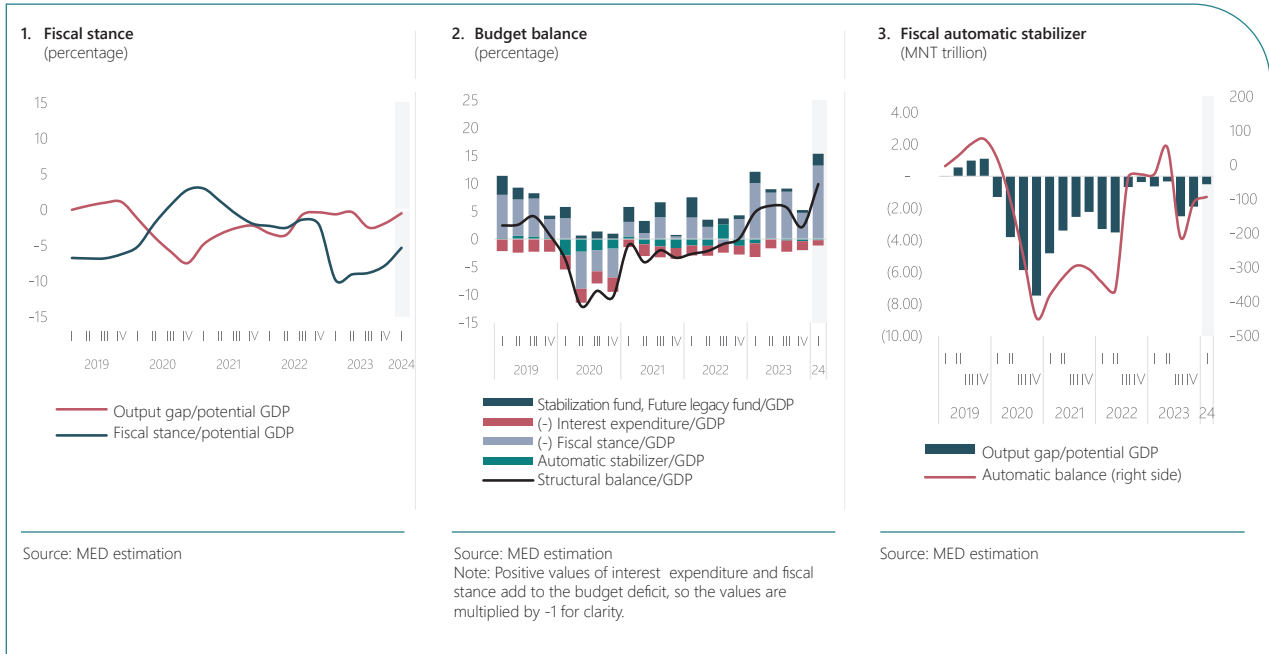 1. Fiscal stance
(percentage)
15
10
5
0
-5
-10
-15
I II III IV I II III IV I II III IV I II III IV I II III IV I
2019 2020 2021 2022 2023 2024
Output gap/potential GDP
Fiscal stance/potential GDP
Source: MED estimation
2. Budget balance
(percentage)
25
20
15
10
5
0
-5
-10
-15
I II III IV I II III IV I II III IV I II III IV I II III IV I
2019 2020 2021 2022 2023 24
Stabilization fund, Future legacy fund/GDP
(-) Interest expenditure/GDP
(-) Fiscal stance/GDP
Automatic stabilizer/GDP
Structural balance/GDP
Source: MED estimation
Note: Positive values of interest expenditure and fiscal
stance add to the budget deficit, so the values are
multiplied by -1 for clarity.
3. Fiscal automatic stabilizer
(MNT trillion)
4.00
2.00
-
(2.00)
(4.00)
(6.00)
(8.00)
(10.00)
200
100
0
-100
-200
-300
-400
-500
I II I II I II I II I II I
III IV III IV III IV III IV III IV
2019 2020 2021 2022 2023 24
Output gap/potential GDP
Automatic balance (right side)
Source: MED estimation